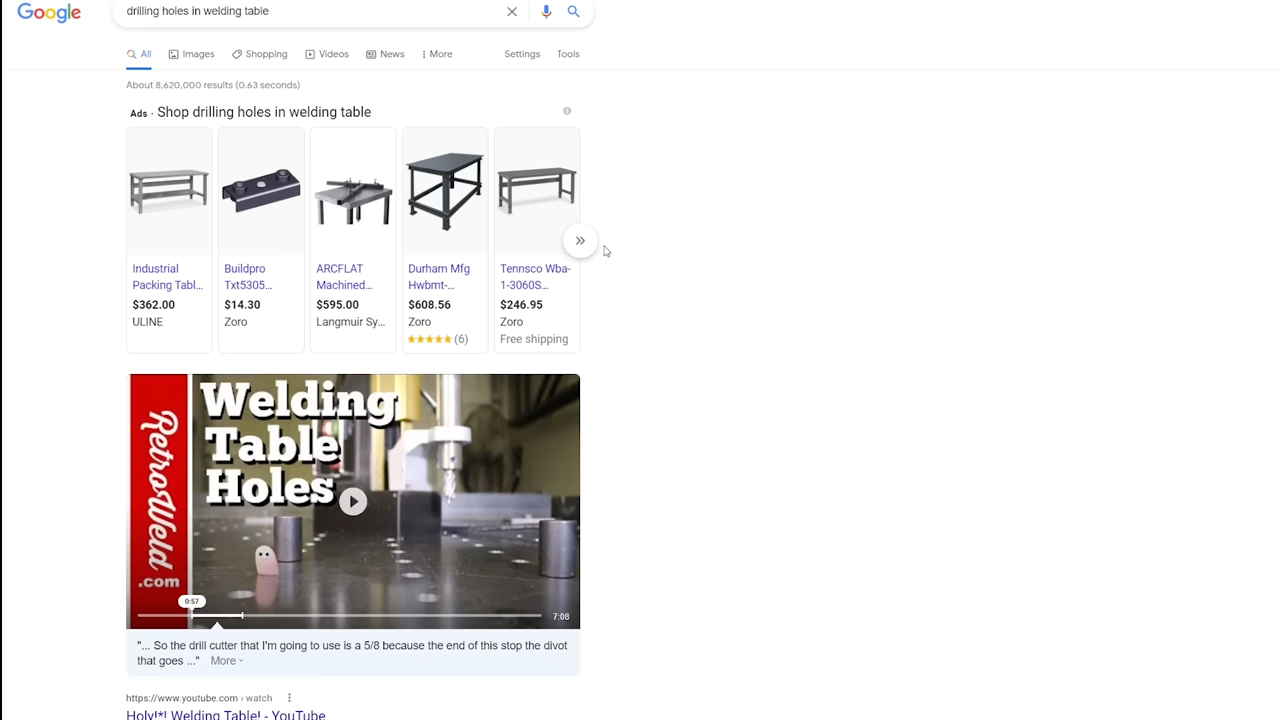 Google
drilling holes in welding table
All
Images
Shopping
Videos
News
More
Settings
Tools
About 8,620,000 results (0.63 seconds)
Ads · Shop drilling holes in welding table
Industrial
Packing Tabl...
$362.00
ULINE
Buildpro
Txt5305...
$14.30
Zoro
ARCFLAT
Machined...
$595.00
Langmuir Sy...
Durham Mfg
Hwbmt-...
$608.56
Zoro
(6)
Tennsco Wba-
1-3060S...
$246.95
Zoro
Free shipping
RetroWeld
.com
Welding
Table
Holes
0:57
7:08
"... So the drill cutter that I'm going to use is a 5/8 because the end of this stop the divot
that goes ..." More
https://www.youtube.com › watch
Holy!*! Welding Table! - YouTube